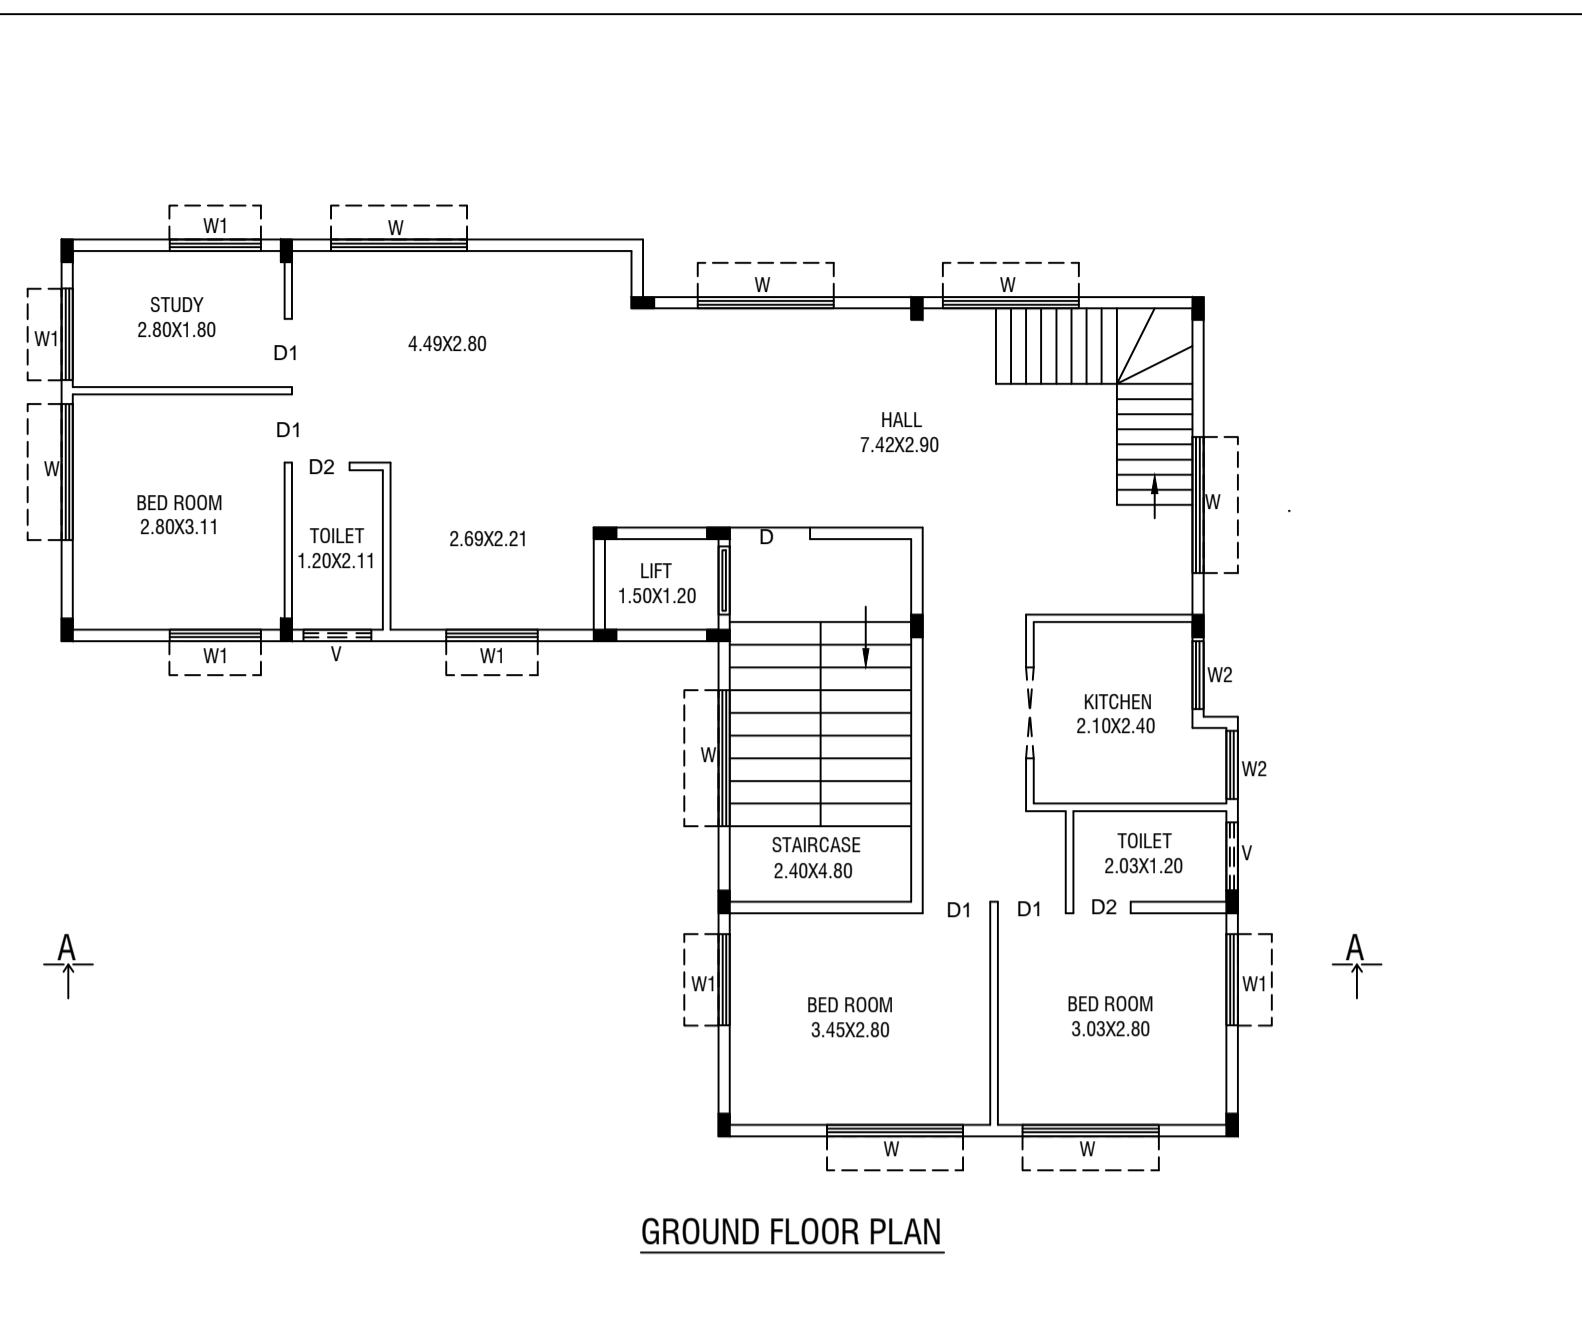 W1
W
W
W
STUDY
2.80X1.80
W1
D1
4.49X2.80
HALL
7.42X2.90
D1
W
D2
W
BED ROOM
2.80X3.11
TOILET
1.20X2.11
2.69X2.21
D
LIFT
1.50X1.20
W1
V
W1
W2
KITCHEN
2.10X2.40
W
W2
STAIRCASE
2.40X4.80
TOILET
2.03X1.20
V
D1
D1
D2
A
A
W1
BED ROOM
3.45X2.80
BED ROOM
3.03X2.80
W1
W
W
GROUND FLOOR PLAN